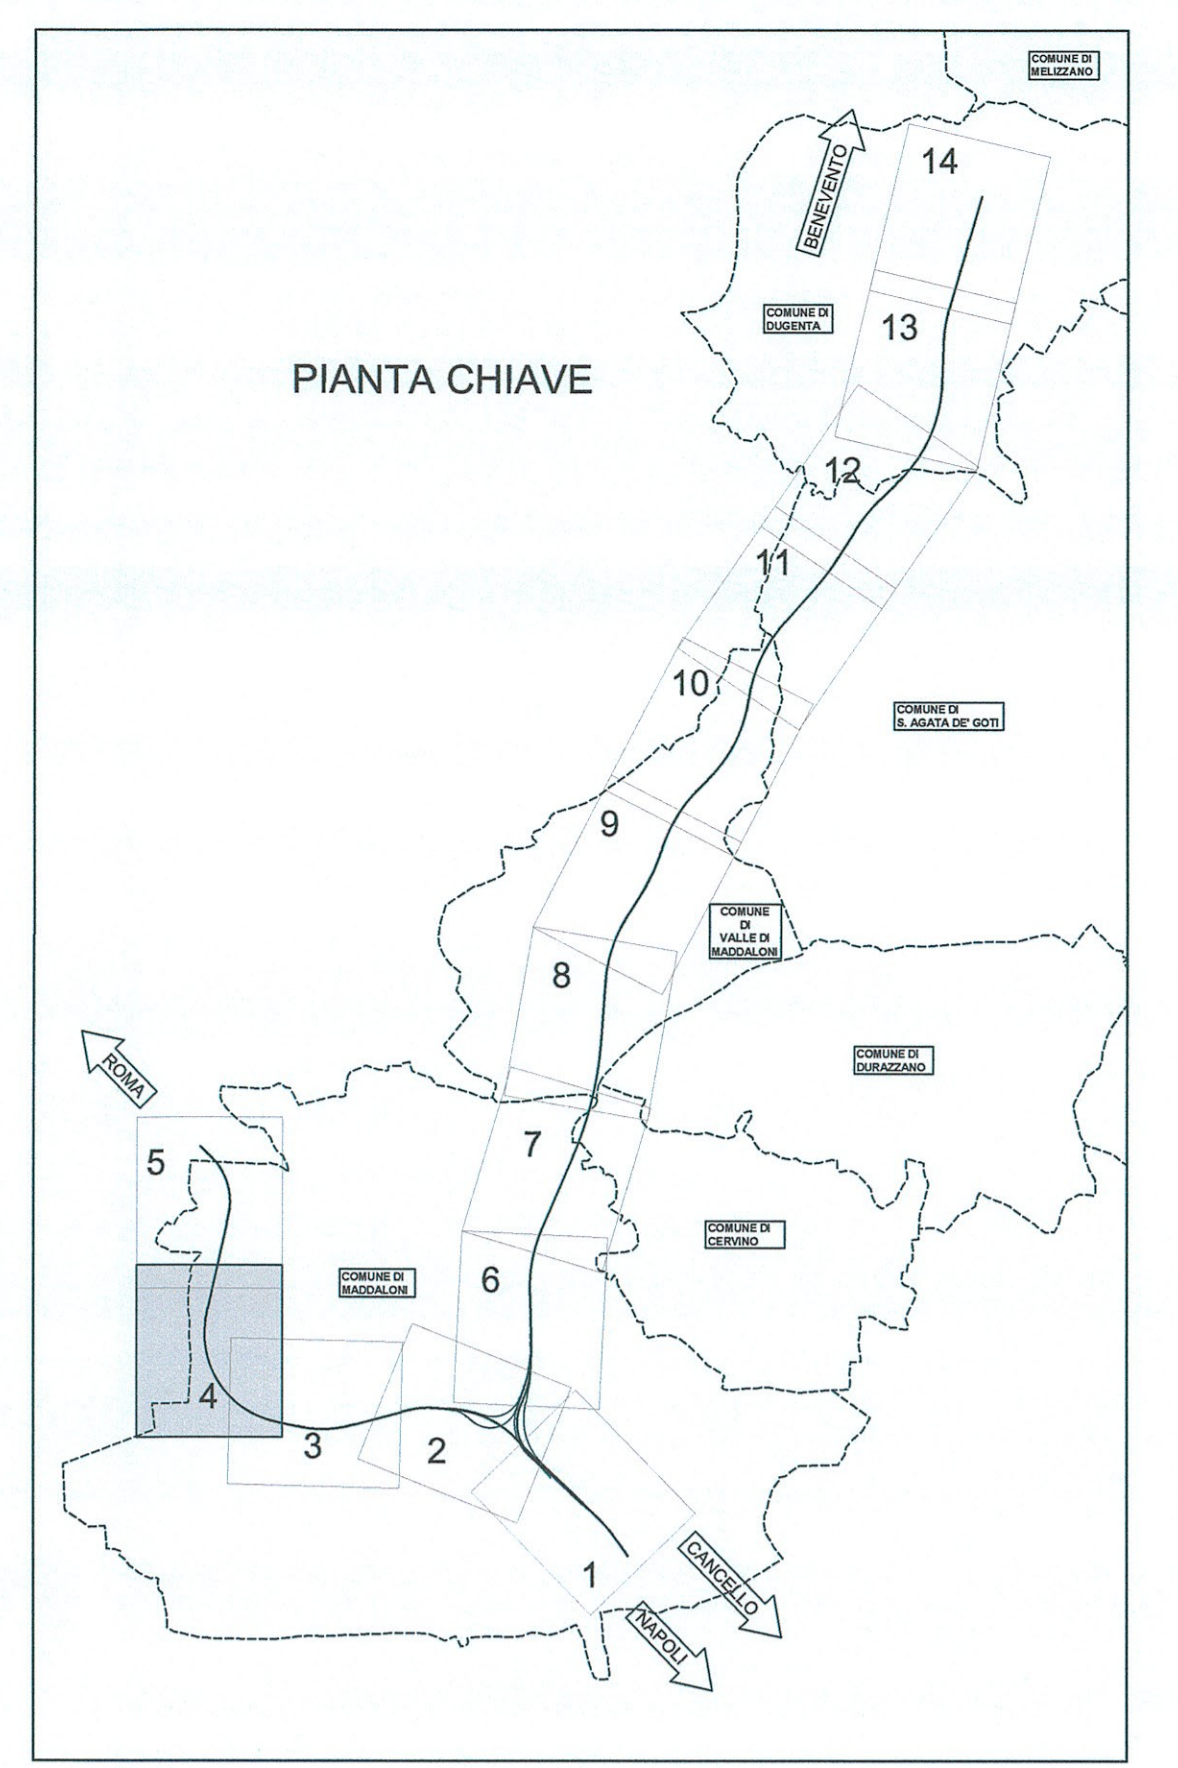 COMUNE DI
MELIZZANO
14
BENEVENTO
COMUNE DI
DUGENTA
13
PIANTA CHIAVE
12
11
10
COMUNE DI
S. AGATA DE' GOTI
9
COMUNE
DI
VALLE DI
MADDALONI
8
ROMA
COMUNE DI
DURAZZANO
7
5
COMUNE DI
CERVINO
6
COMUNE DI
MADDALONI
4
3
2
1
CANCELLO
NAPOLI